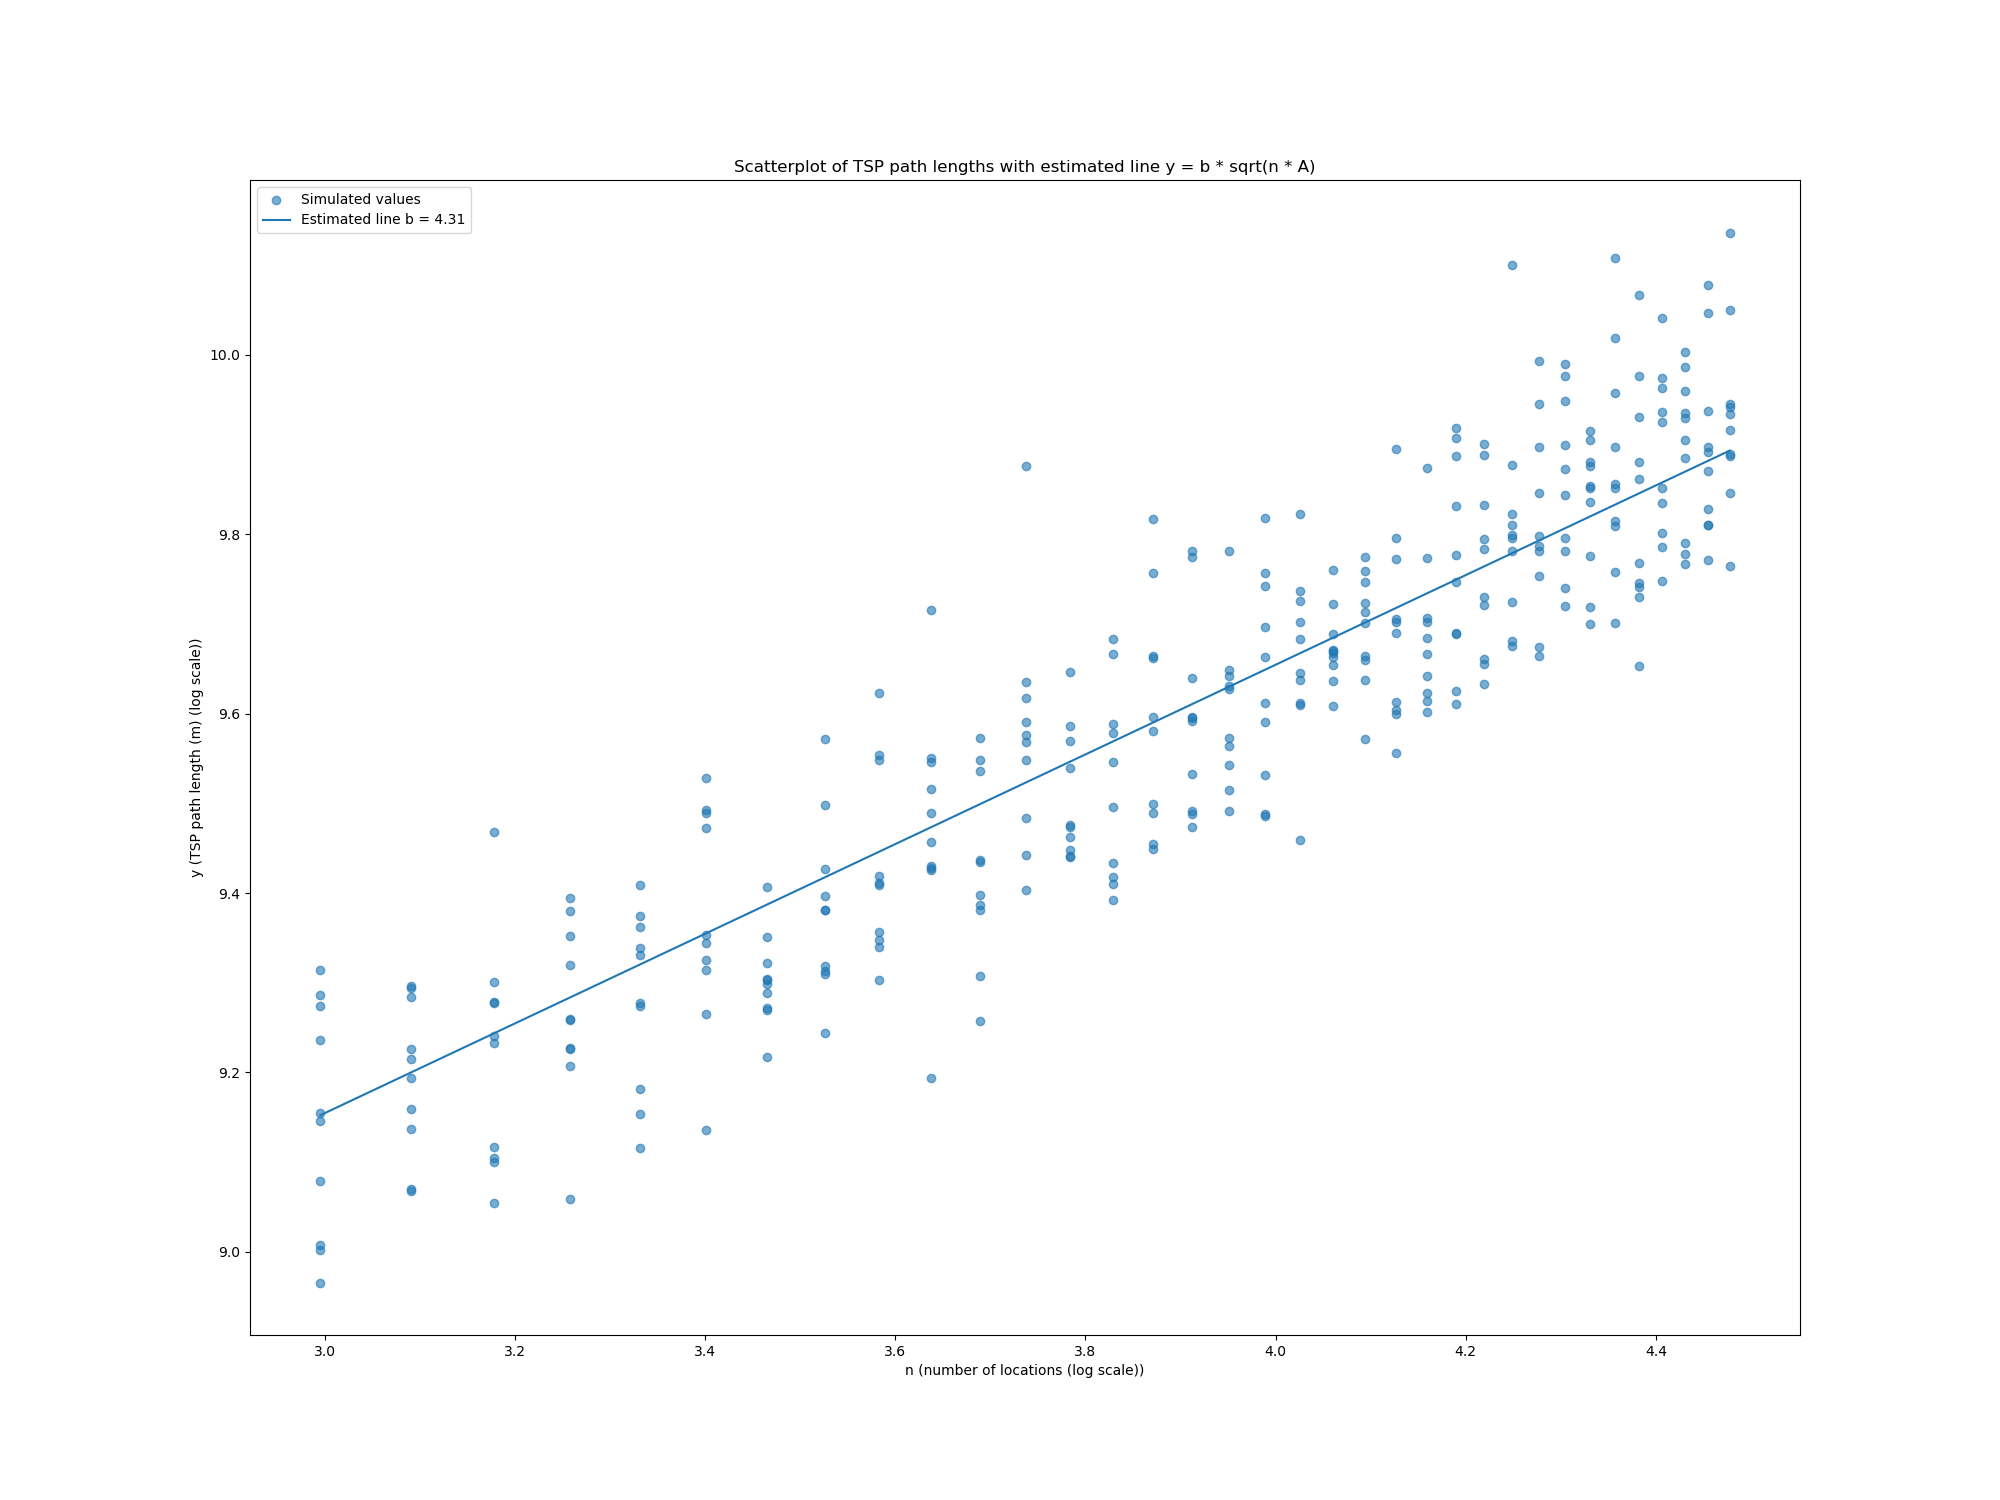 Scatterplot of TSP path lengths with estimated line y = b * sqrt(n * A)
Simulated values
Estimated line b = 4.31
y (TSP path length (m) (log scale))
10.0
9.8
9.6
9.4
9.2
9.0
3.0 3.2 3.4 3.6 3.8 4.0 4.2 4.4
n (number of locations (log scale))